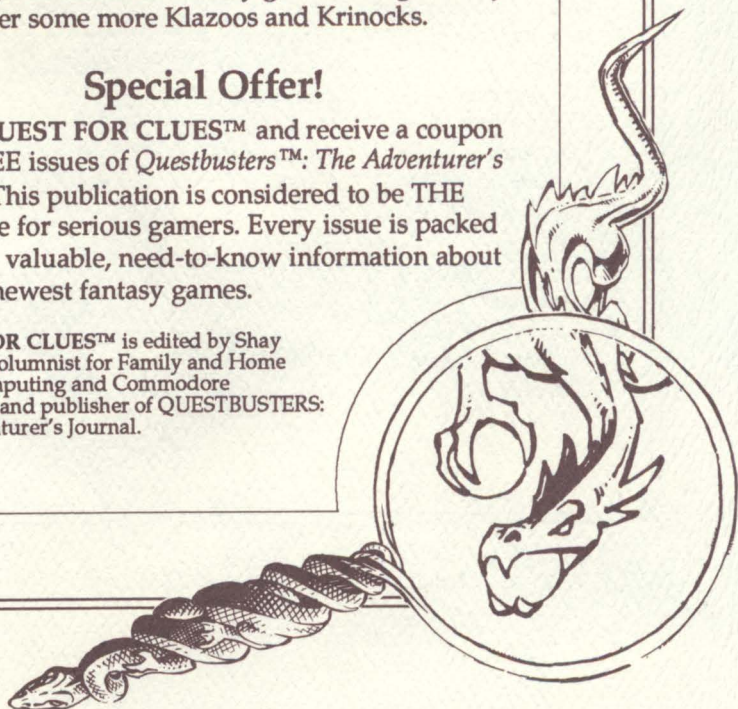 er some more Klazoos and Krinocks.
Special Offer!
UEST FOR CLUES™ and receive a coupon
EE issues of Questbusters™: The Adventurer's
This publication is considered to be THE
e for serious gamers. Every issue is packed
valuable, need-to-know information about
newest fantasy games.
OR CLUES™ is edited by Shay
olumnist for Family and Home
puting and Commodore
and publisher of QUESTBUSTERS:
turer's Journal.